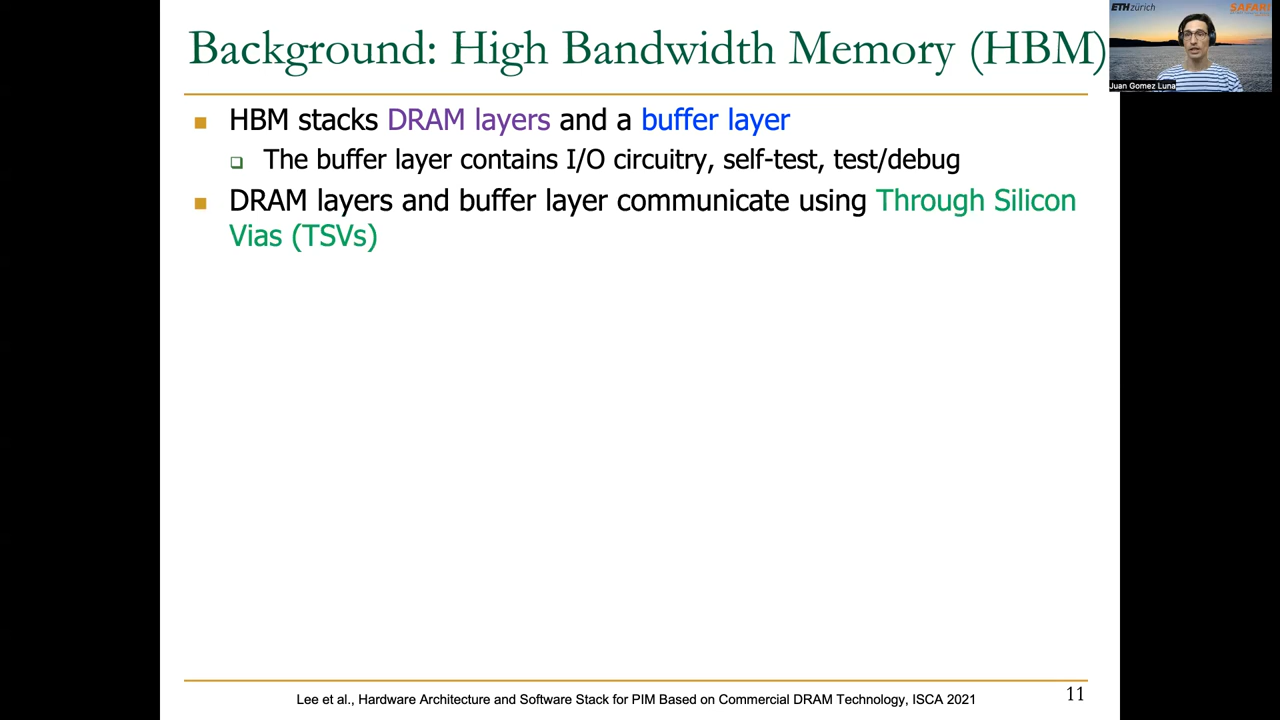 Background: High Bandwidth Memory (HBM)
ETH zürich
SAFARI
Juan Gomez Luna
HBM stacks DRAM layers and a buffer layer
The buffer layer contains I/O circuitry, self-test, test/debug
DRAM layers and buffer layer communicate using Through Silicon
Vias (TSVs)
Lee et al., Hardware Architecture and Software Stack for PIM Based on Commercial DRAM Technology, ISCA 2021
11